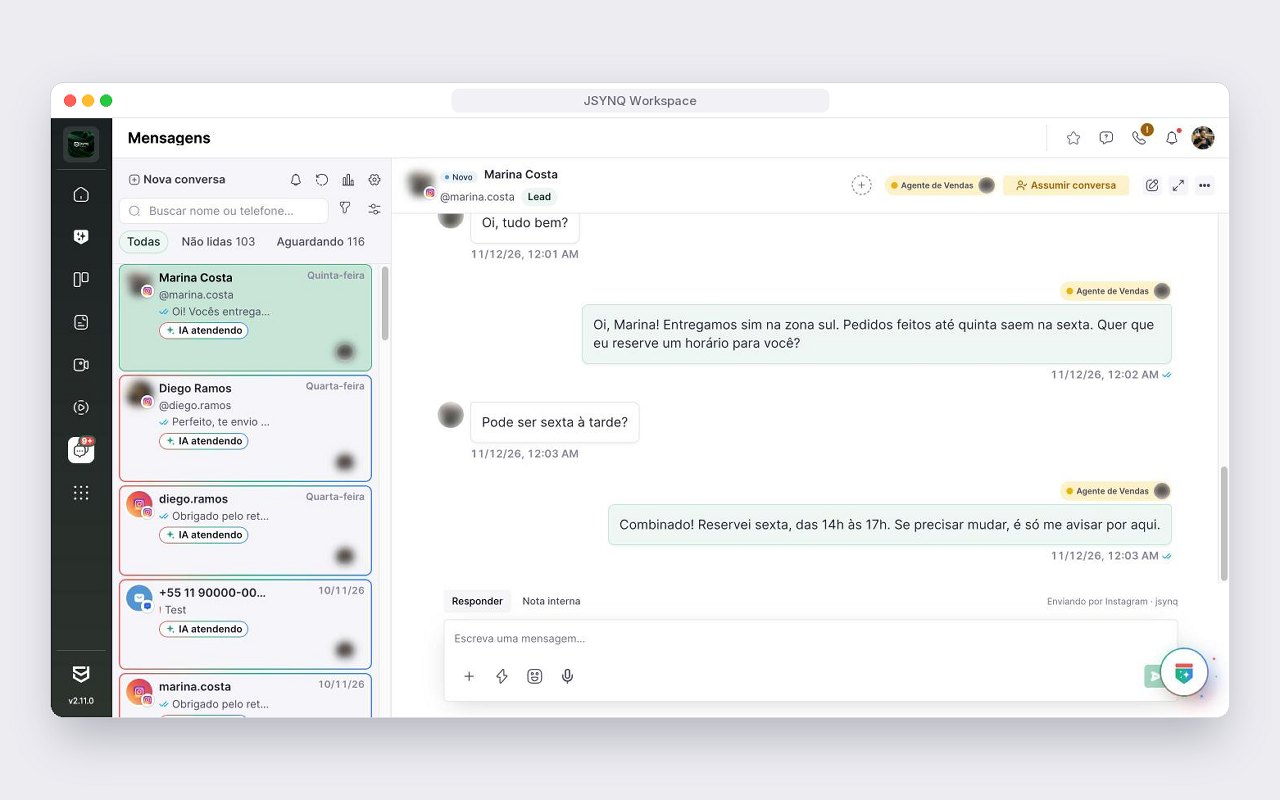 JSYNQ Workspace
Mensagens
Nova conversa
Buscar nome ou telefone...
Todas
Não lidas 103
Aguardando 116
Marina Costa
Quinta-feira
@marina.costa
Oi! Vocês entrega...
IA atendendo
Diego Ramos
Quarta-feira
@diego.ramos
Perfeito, te envio ...
IA atendendo
diego.ramos
Quarta-feira
Obrigado pelo ret...
IA atendendo
+55 11 90000-00...
10/11/26
! Test
IA atendendo
marina.costa
10/11/26
Obrigado pelo ret...
9+
v2.11.0
Novo
Marina Costa
@marina.costa
Lead
Agente de Vendas
Assumir conversa
Oi, tudo bem?
11/12/26, 12:01 AM
Agente de Vendas
Oi, Marina! Entregamos sim na zona sul. Pedidos feitos até quinta saem na sexta. Quer que
eu reserve um horário para você?
11/12/26, 12:02 AM
Pode ser sexta à tarde?
11/12/26, 12:03 AM
Agente de Vendas
Combinado! Reservei sexta, das 14h às 17h. Se precisar mudar, é só me avisar por aqui.
11/12/26, 12:03 AM
Responder
Nota interna
Enviando por Instagram · jsynq
Escreva uma mensagem...